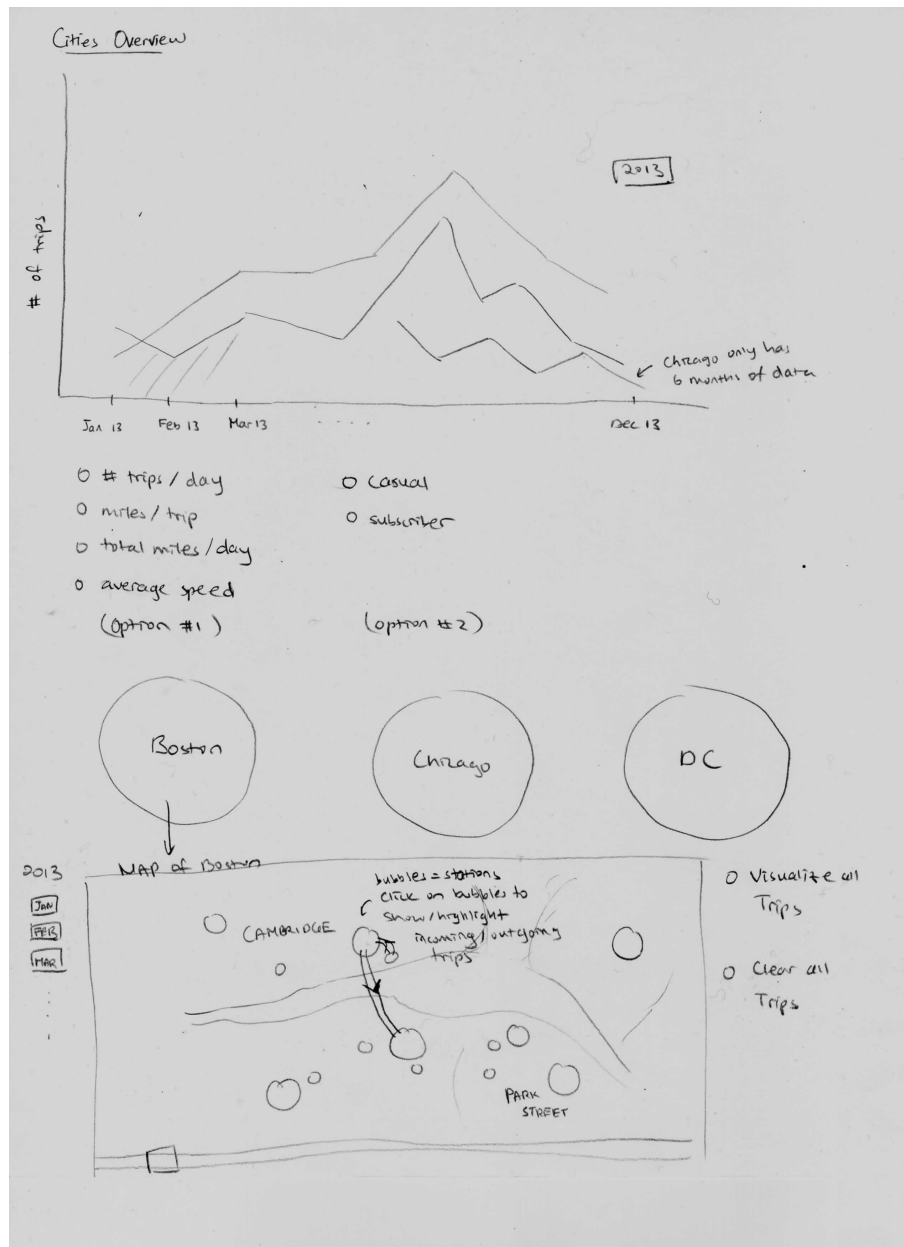 Cities Overview
2013
# of trips
Chicago only has
6 months of data
Jan 13 Feb 13 Mar 13 ..... Dec 13
# trips / day
miles / trip
total miles / day
average speed
(Option #1)
casual
subscriber
(option #2)
Boston
Chicago
DC
2013
JAN
FEB
MAR
MAP of Boston
bubbles = stations
click on bubbles to
show/highlight
incoming/outgoing
trips
CAMBRIDGE
PARK
STREET
Visualize all
Trips
Clear all
Trips